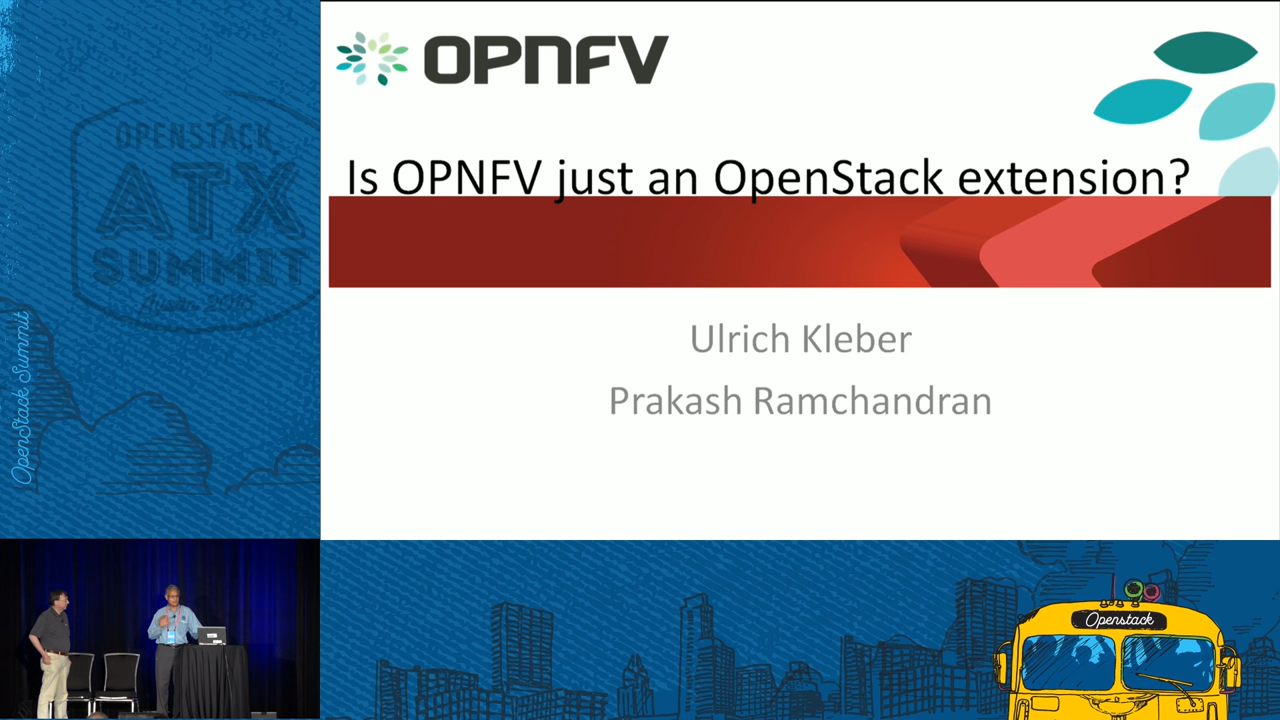 OPNFV
Is OPNFV just an OpenStack extension?
Ulrich Kleber
Prakash Ramchandran
OPENSTACK
ATX
SUMMIT
Austin 2016
OpenStack Summit
Openstack